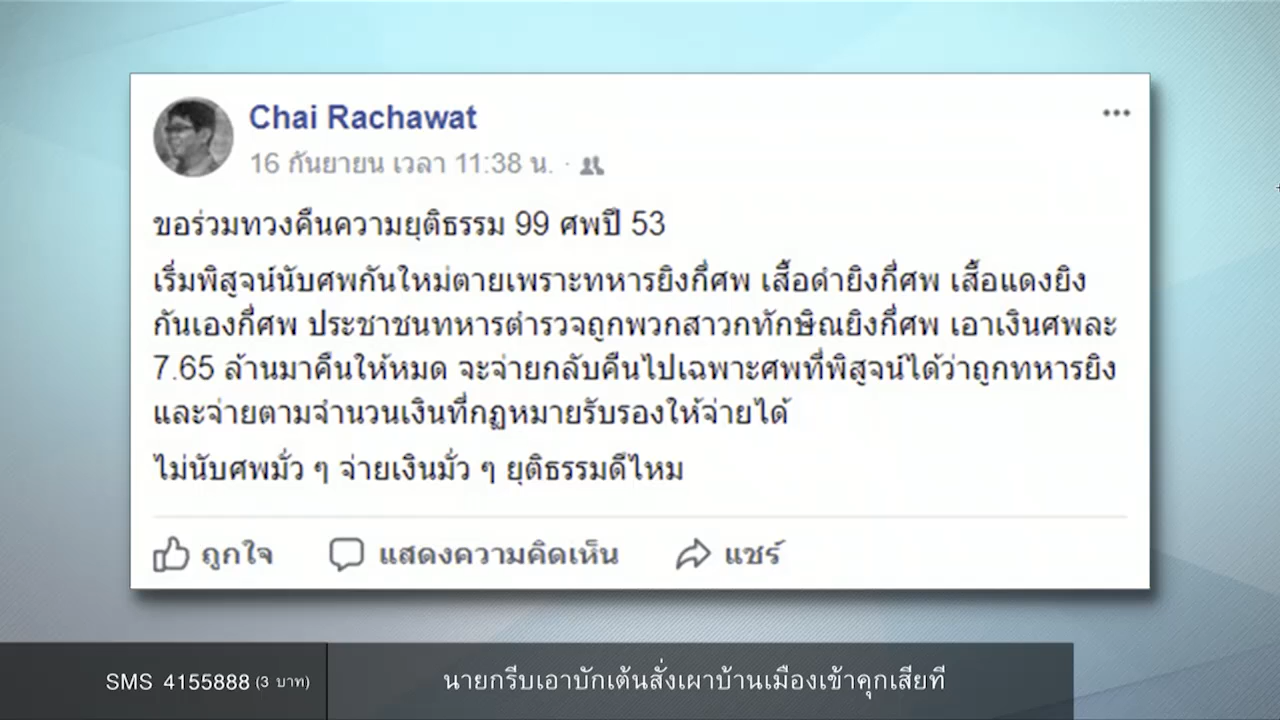 Chai Rachawat
16 กันยายน เวลา 11:38 น. ·
ขอร่วมทวงคืนความยุติธรรม 99 ศพปี 53
เริ่มพิสูจน์นับศพกันใหม่ตายเพราะทหารยิงกี่ศพ เสื้อดำยิงกี่ศพ เสื้อแดงยิง
กันเองกี่ศพ ประชาชนทหารตำรวจถูกพวกสาวกทักษิณยิงกี่ศพ เอาเงินศพละ
7.65 ล้านมาคืนให้หมด จะจ่ายกลับคืนไปเฉพาะศพที่พิสูจน์ได้ว่าถูกทหารยิง
และจ่ายตามจำนวนเงินที่กฏหมายรับรองให้จ่ายได้
ไม่นับศพมั่ว ๆ จ่ายเงินมั่ว ๆ ยุติธรรมดีไหม
ถูกใจ แสดงความคิดเห็น แชร์
SMS 4155888 (3 บาท) นายกรีบเอาบักเต้นสั่งเผาบ้านเมืองเข้าคุกเสียที